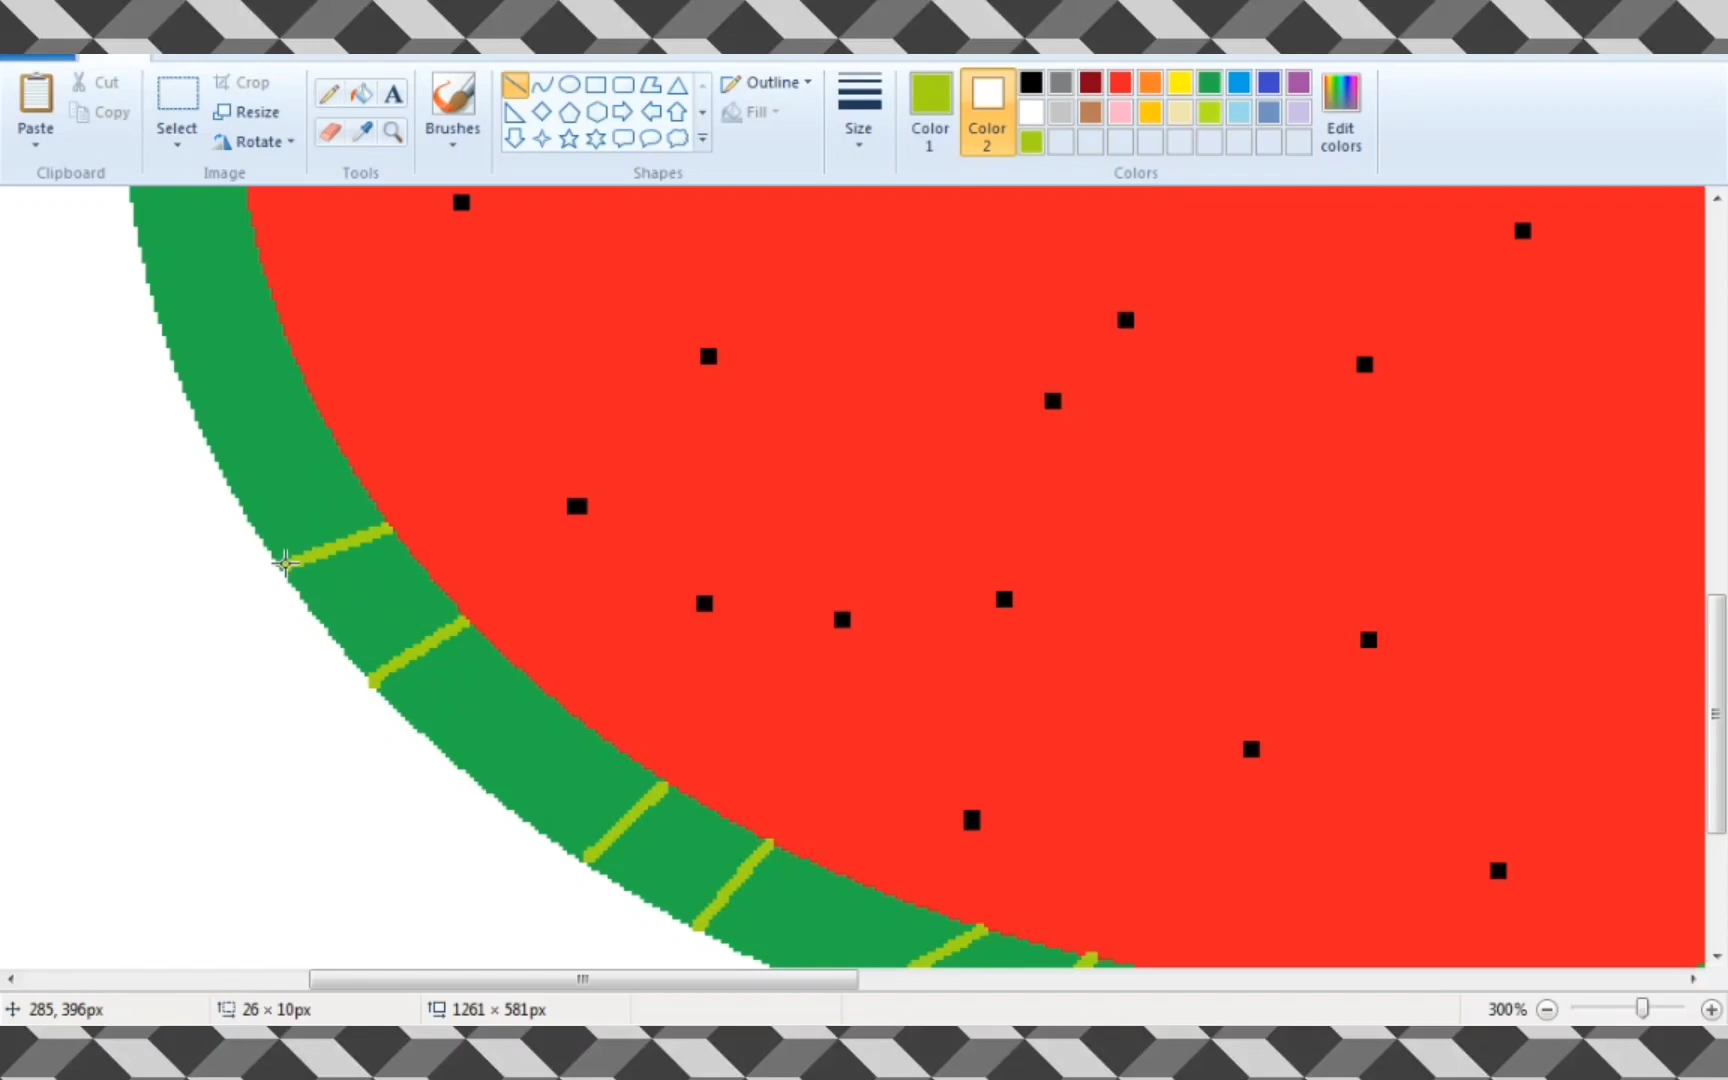 Paste
Cut
Copy
Clipboard
Select
Crop
Resize
Rotate
Image
A
Tools
Brushes
Shapes
Outline
Fill
Size
Color
1
Color
2
Edit
colors
Colors
285, 396px
26 × 10px
1261 × 581px
300%